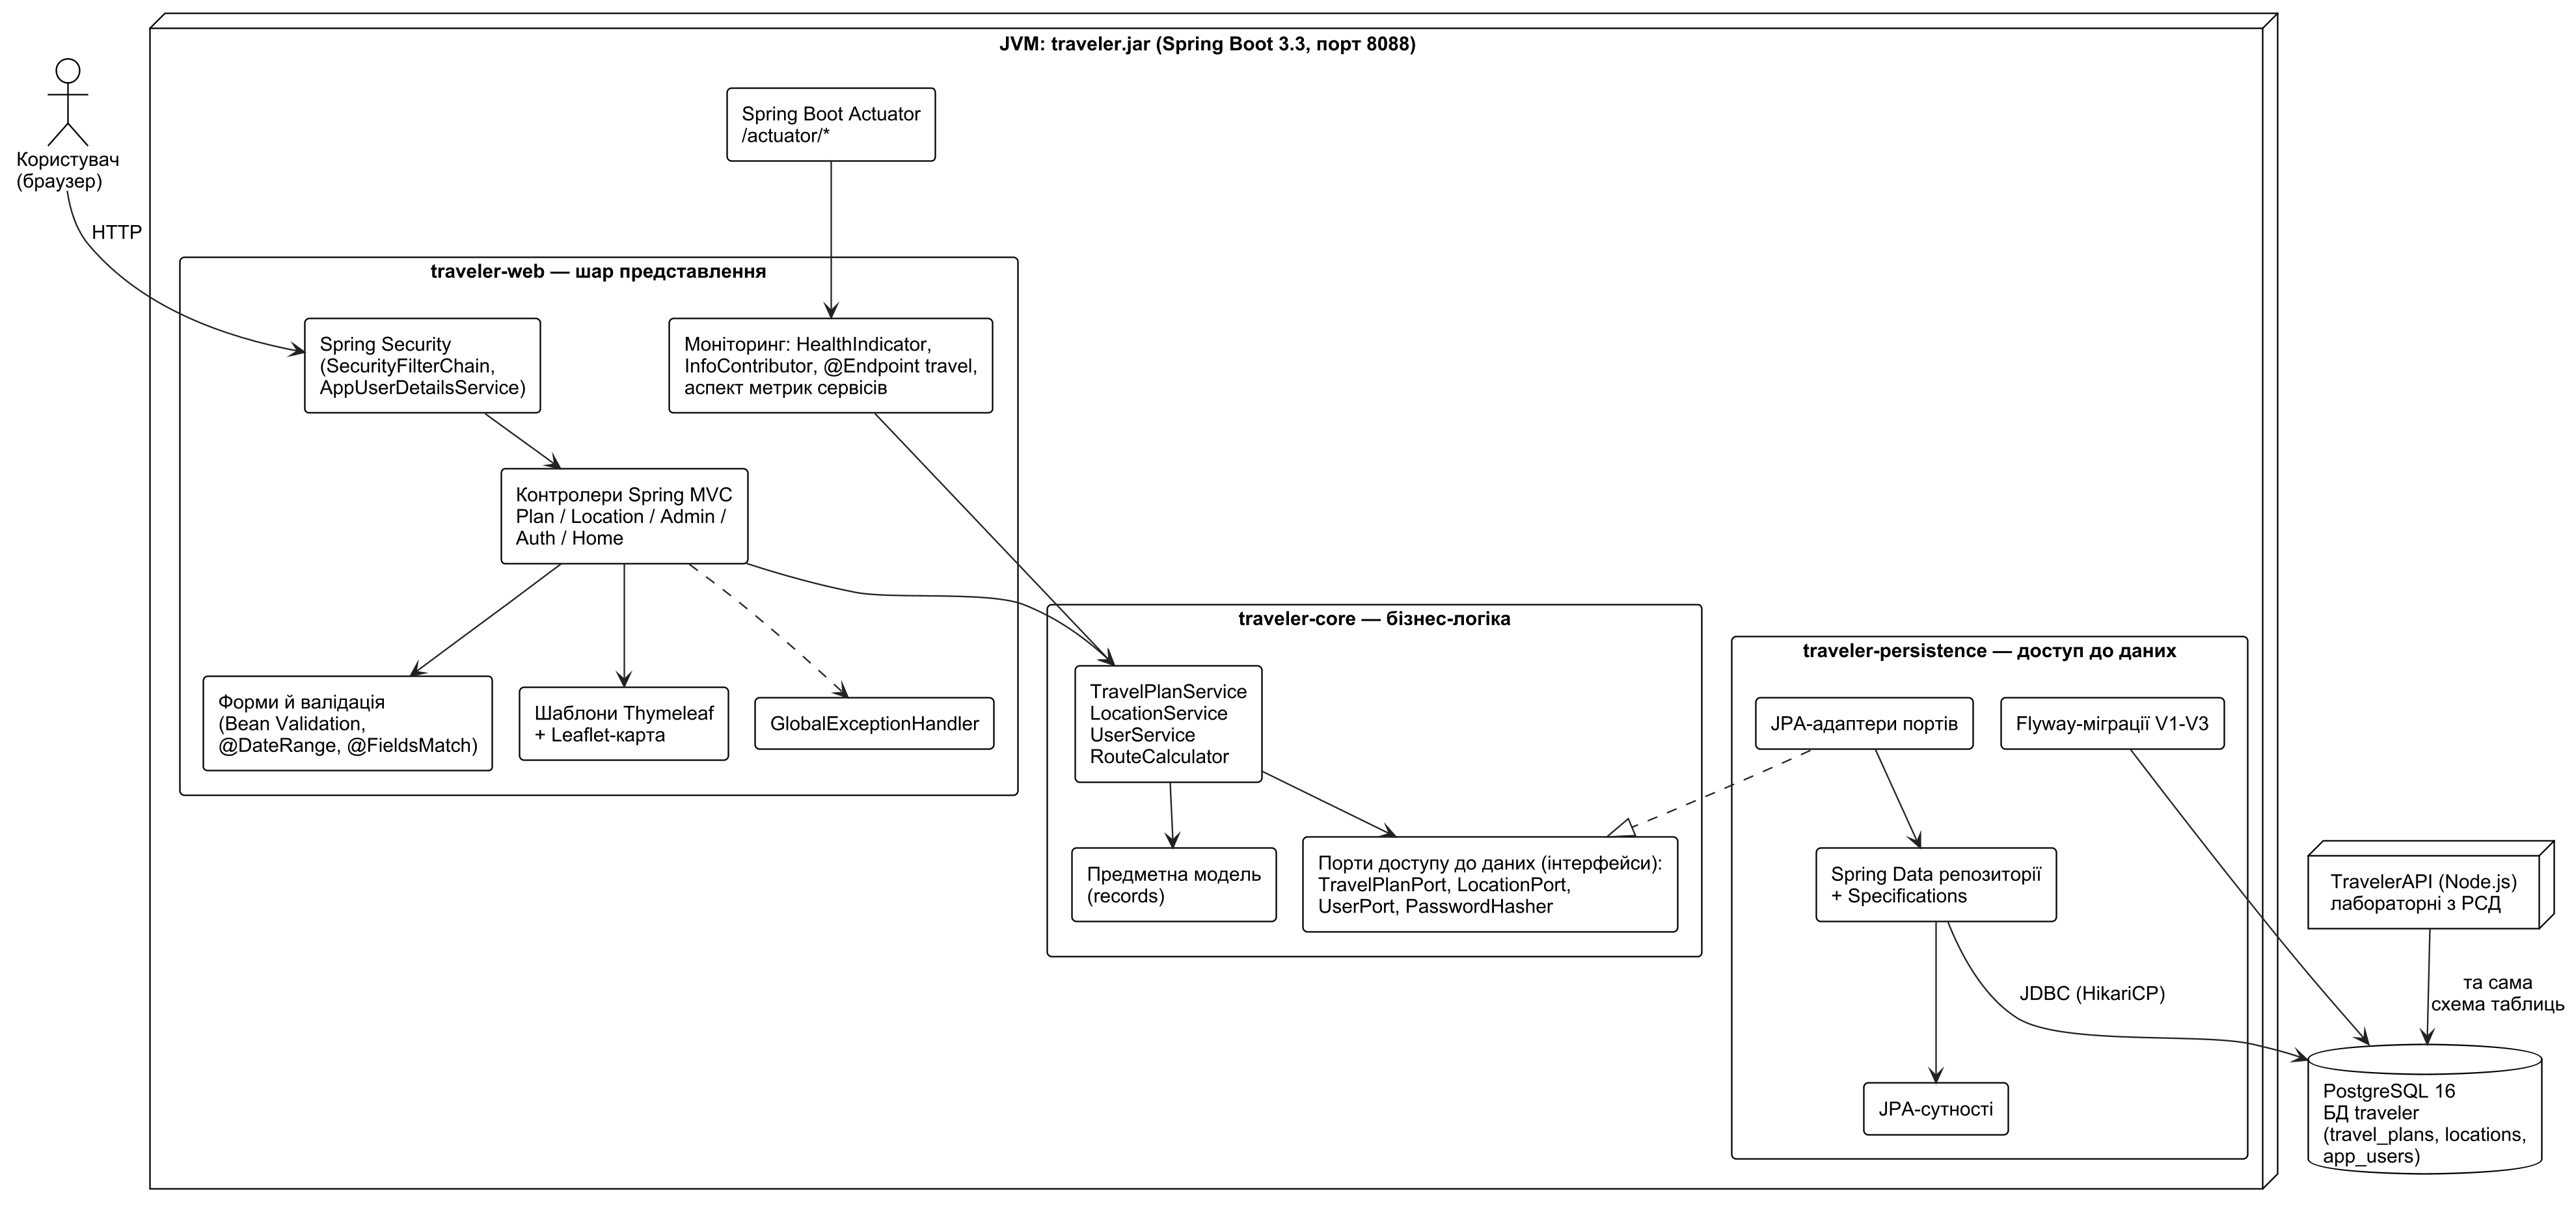 JVM: traveler.jar (Spring Boot 3.3, порт 8088)
Користувач
(браузер)
HTTP
Spring Boot Actuator
/actuator/*
traveler-web — шар представлення
Spring Security
(SecurityFilterChain,
AppUserDetailsService)
Моніторинг: HealthIndicator,
InfoContributor, @Endpoint travel,
аспект метрик сервісів
Контролери Spring MVC
Plan / Location / Admin /
Auth / Home
Форми й валідація
(Bean Validation,
@DateRange, @FieldsMatch)
Шаблони Thymeleaf
+ Leaflet-карта
GlobalExceptionHandler
traveler-core — бізнес-логіка
TravelPlanService
LocationService
UserService
RouteCalculator
Предметна модель
(records)
Порти доступу до даних (інтерфейси):
TravelPlanPort, LocationPort,
UserPort, PasswordHasher
traveler-persistence — доступ до даних
JPA-адаптери портів
Flyway-міграції V1-V3
Spring Data репозиторії
+ Specifications
JDBC (HikariCP)
JPA-сутності
TravelerAPI (Node.js)
лабораторні з РСД
та сама
схема таблиць
PostgreSQL 16
БД traveler
(travel_plans, locations,
app_users)